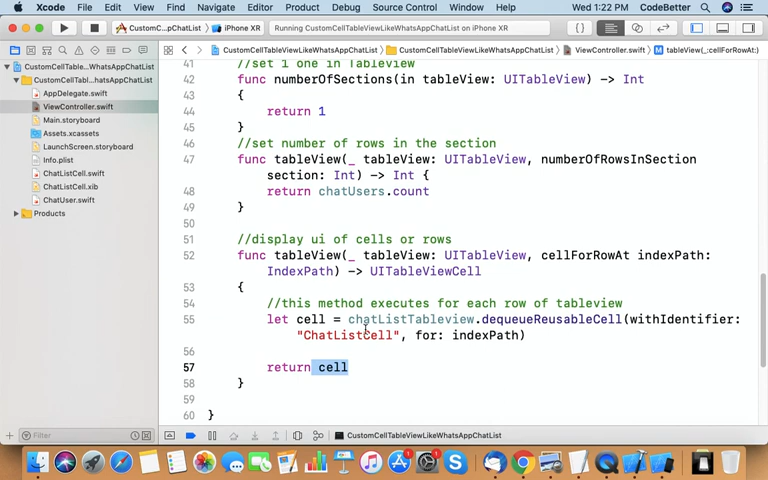 Xcode File Edit View Find Navigate Editor Product Debug Source Control Window Wed 1:22 PM CodeBetter
CustomC...pChatList iPhone XR Running CustomCellTableViewLikeWhatsAppChatList on iPhone XR
CustomCellTableViewLikeWhatsAppChatList CustomCellTableViewLikeWhatsAppChatList ViewController.swift M tableView(_:cellForRowAt:)
CustomCellTable...WhatsAppChatList
CustomCellTabl...hatsAppChatList
AppDelegate.swift
ViewController.swift
Main.storyboard
Assets.xcassets
LaunchScreen.storyboard
Info.plist
ChatListCell.swift
ChatListCell.xib
ChatUser.swift
Products
41 //set 1 one in Tableview
42 func numberOfSections(in tableView: UITableView) -> Int
43 {
44 return 1
45 }
46 //set number of rows in the section
47 func tableView(_ tableView: UITableView, numberOfRowsInSection
section: Int) -> Int {
48 return chatUsers.count
49 }
50
51 //display ui of cells or rows
52 func tableView(_ tableView: UITableView, cellForRowAt indexPath:
IndexPath) -> UITableViewCell
53 {
54 //this method executes for each row of tableview
55 let cell = chatListTableview.dequeueReusableCell(withIdentifier:
"ChatListCell", for: indexPath)
56
57 return cell
58 }
59
60 }
Filter CustomCellTableViewLikeWhatsAppChatList